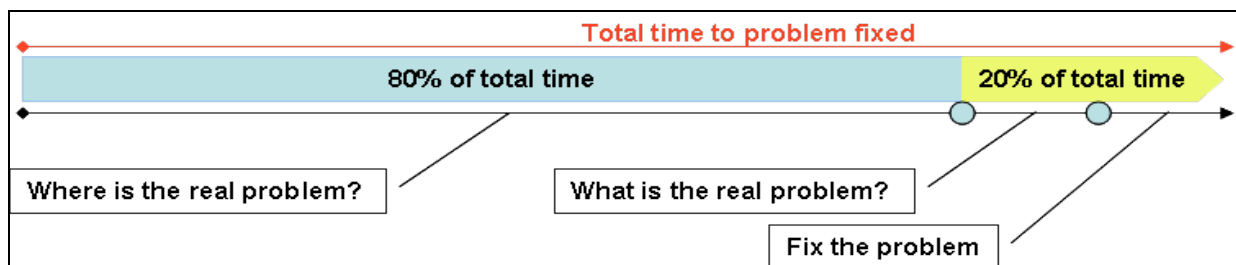 Total time to problem fixed
80% of total time
20% of total time
Where is the real problem?
What is the real problem?
Fix the problem